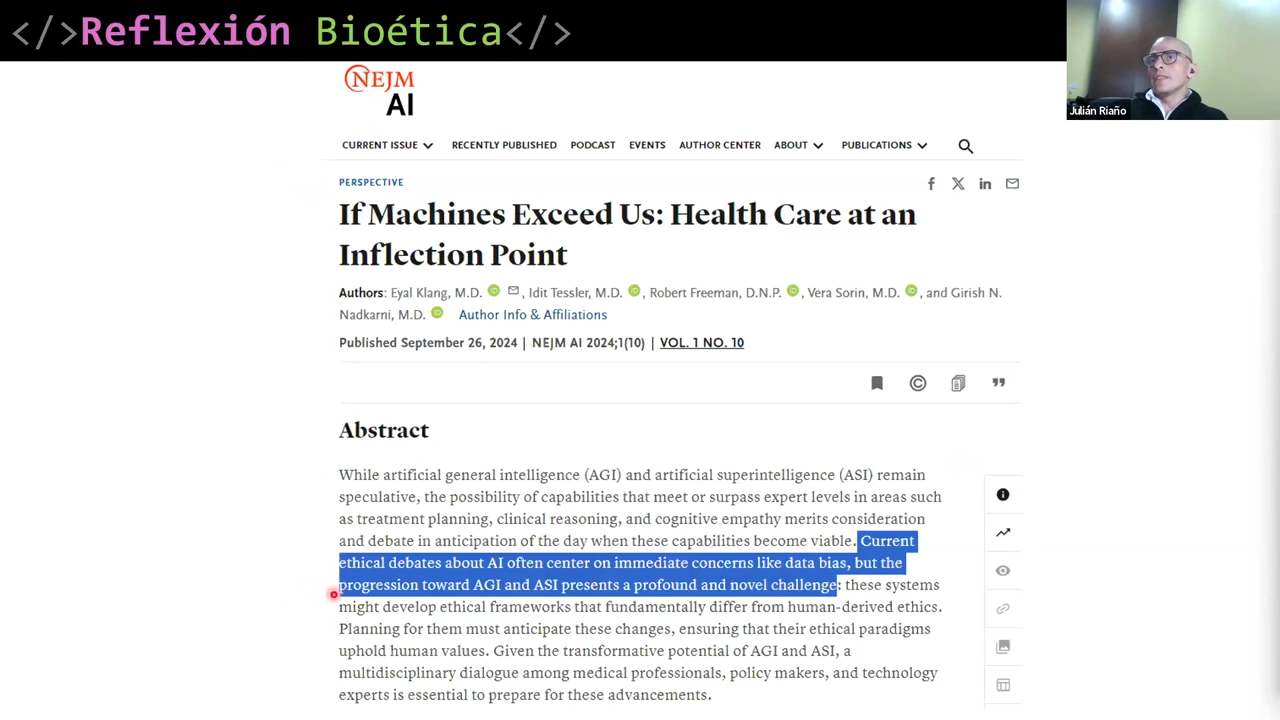 </>Reflexión Bioética</>
Julián Riaño
NEJM
AI
CURRENT ISSUE RECENTLY PUBLISHED PODCAST EVENTS AUTHOR CENTER ABOUT PUBLICATIONS
PERSPECTIVE
If Machines Exceed Us: Health Care at an
Inflection Point
Authors: Eyal Klang, M.D. , Idit Tessler, M.D. , Robert Freeman, D.N.P. , Vera Sorin, M.D. , and Girish N.
Nadkarni, M.D. Author Info & Affiliations
Published September 26, 2024 | NEJM AI 2024;1(10) | VOL. 1 NO. 10
Abstract
While artificial general intelligence (AGI) and artificial superintelligence (ASI) remain
speculative, the possibility of capabilities that meet or surpass expert levels in areas such
as treatment planning, clinical reasoning, and cognitive empathy merits consideration
and debate in anticipation of the day when these capabilities become viable. Current
ethical debates about AI often center on immediate concerns like data bias, but the
progression toward AGI and ASI presents a profound and novel challenge: these systems
might develop ethical frameworks that fundamentally differ from human-derived ethics.
Planning for them must anticipate these changes, ensuring that their ethical paradigms
uphold human values. Given the transformative potential of AGI and ASI, a
multidisciplinary dialogue among medical professionals, policy makers, and technology
experts is essential to prepare for these advancements.